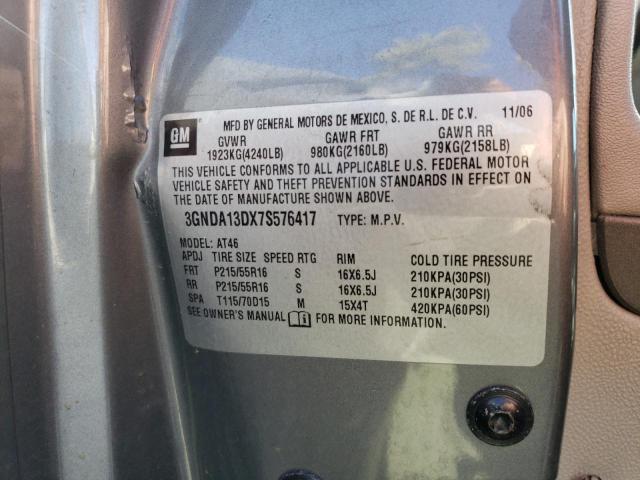 GM
MFD BY GENERAL MOTORS DE MEXICO, S. DE R.L. DE C.V. 11/06
GVWR GAWR FRT GAWR RR
1923KG(4240LB) 980KG(2160LB) 979KG(2158LB)
THIS VEHICLE CONFORMS TO ALL APPLICABLE U.S. FEDERAL MOTOR
VEHICLE SAFETY AND THEFT PREVENTION STANDARDS IN EFFECT ON
THE DATE OF MANUFACTURE SHOWN ABOVE.
3GNDA13DX7S576417 TYPE: M.P.V.
MODEL: AT46
APDJ TIRE SIZE SPEED RTG RIM COLD TIRE PRESSURE
FRT P215/55R16 S 16X6.5J 210KPA(30PSI)
RR P215/55R16 S 16X6.5J 210KPA(30PSI)
SPA T115/70D15 M 15X4T 420KPA(60PSI)
SEE OWNER'S MANUAL FOR MORE INFORMATION.